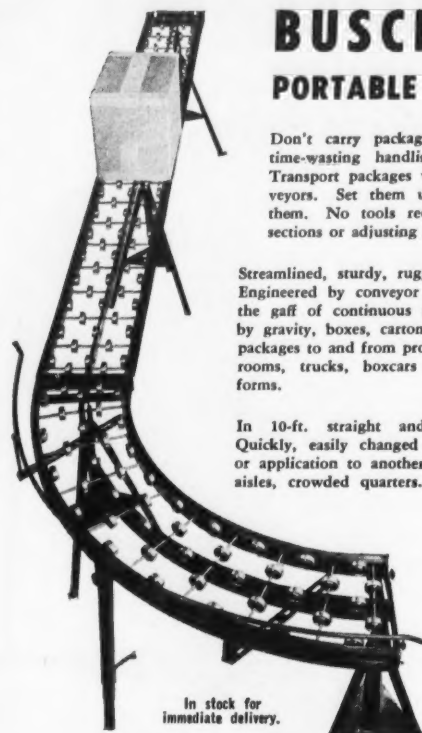 BUSC
PORTABLE
Don't carry packag
time-wasting handli
Transport packages
veyors. Set them u
them. No tools re
sections or adjusting
Streamlined, sturdy, rug
Engineered by conveyor
the gaff of continuous
by gravity, boxes, carton
packages to and from pro
rooms, trucks, boxcars
forms.
In 10-ft. straight and
Quickly, easily changed
or application to another
aisles, crowded quarters.
In stock for
immediate delivery.